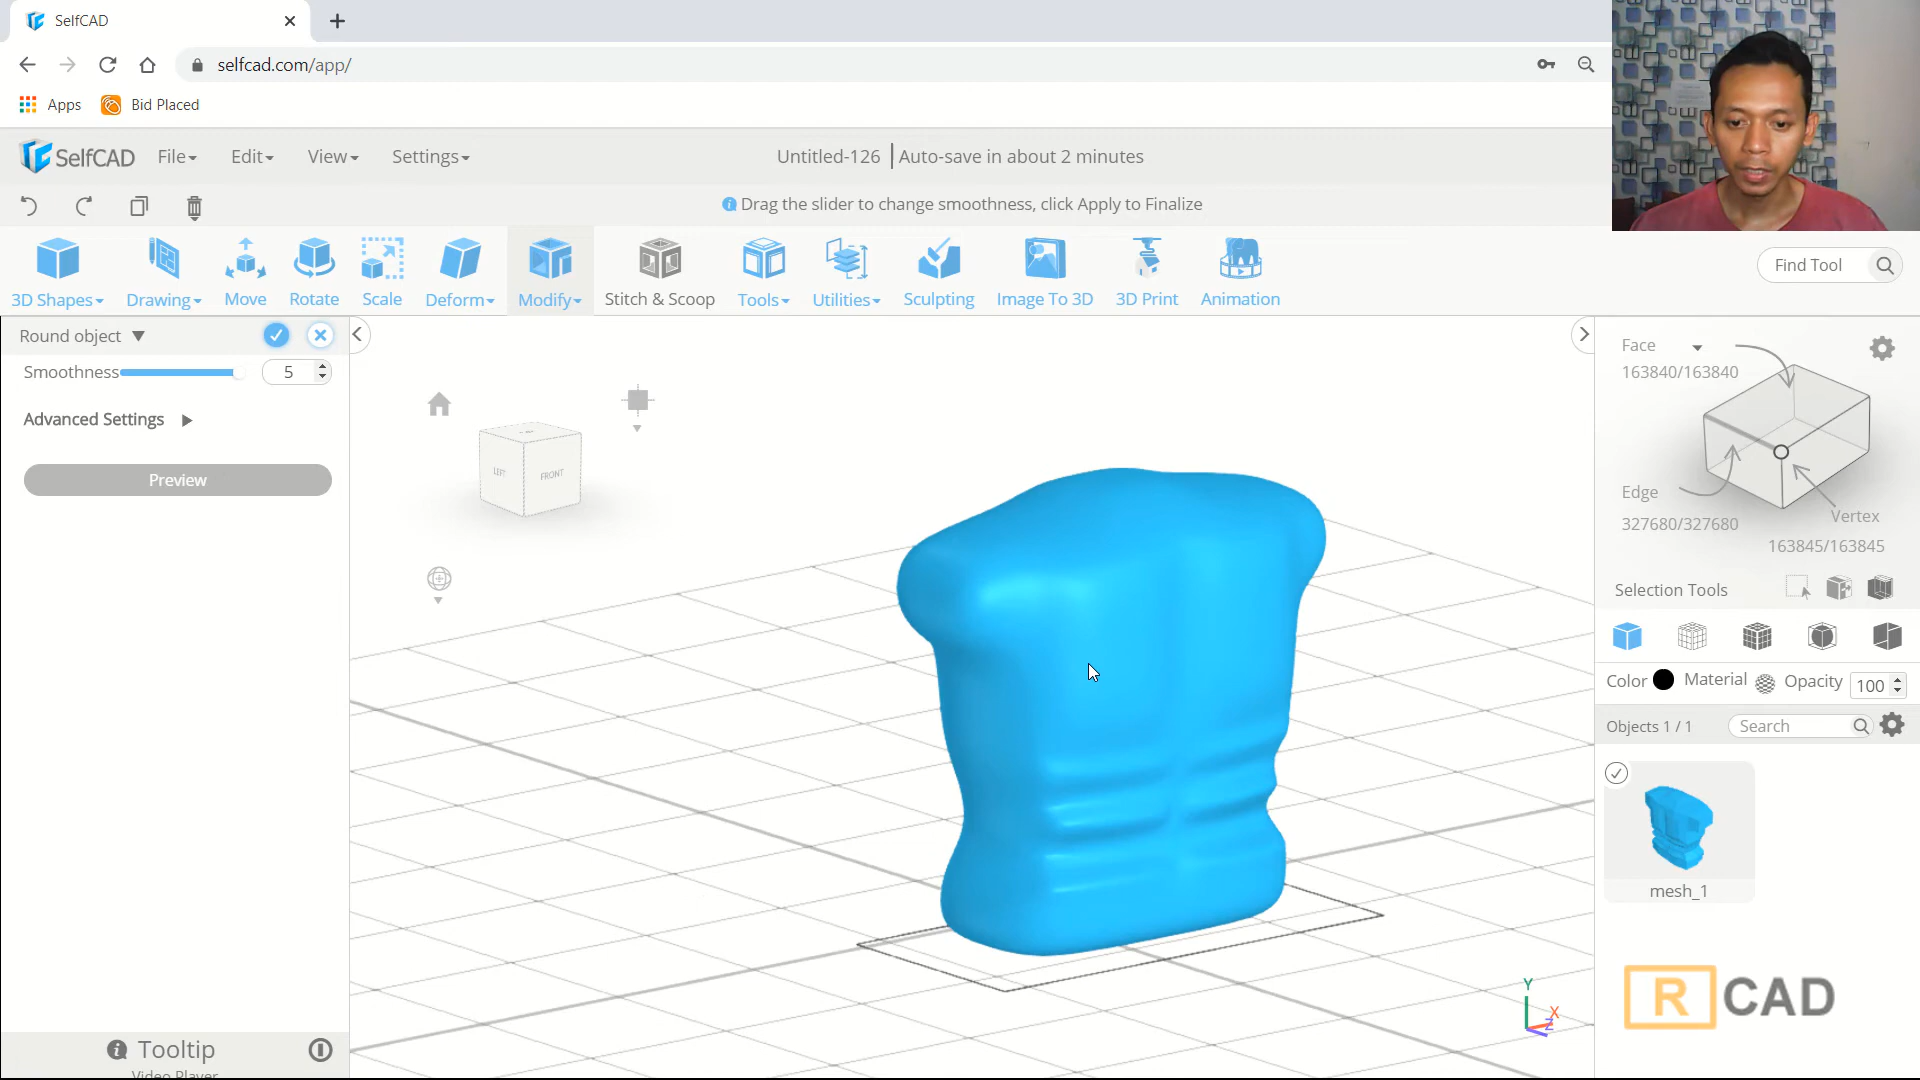 SelfCAD
selfcad.com/app/
Apps Bid Placed
SelfCAD File Edit View Settings Untitled-126 Auto-save in about 2 minutes
Drag the slider to change smoothness, click Apply to Finalize
3D Shapes Drawing Move Rotate Scale Deform Modify Stitch & Scoop Tools Utilities Sculpting Image To 3D 3D Print Animation Find Tool
Round object
Smoothness 5
Advanced Settings
Preview
LEFT FRONT
Face
163840/163840
Edge
327680/327680
Vertex
163845/163845
Selection Tools
Color Material Opacity 100
Objects 1 / 1 Search
mesh_1
Y
X
Z
R CAD
Tooltip
Video Player